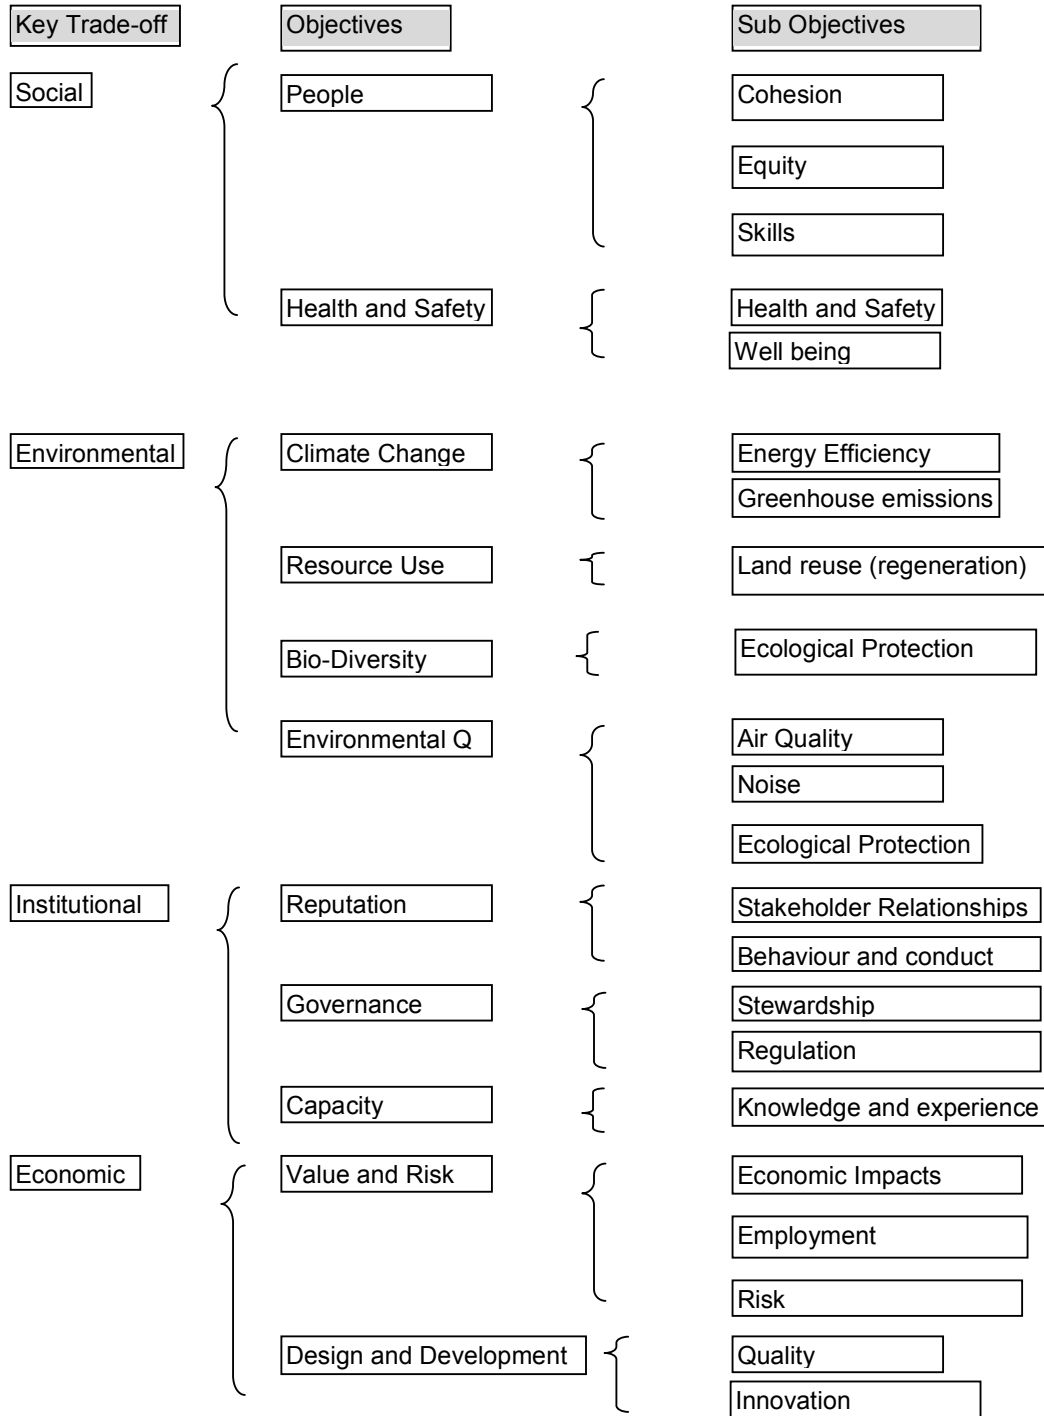 Key Trade-off Objectives Sub Objectives
Social People Cohesion
Equity
Skills
Health and Safety Health and Safety
Well being
Environmental Climate Change Energy Efficiency
Greenhouse emissions
Resource Use Land reuse (regeneration)
Bio-Diversity Ecological Protection
Environmental Q Air Quality
Noise
Ecological Protection
Institutional Reputation Stakeholder Relationships
Behaviour and conduct
Governance Stewardship
Regulation
Capacity Knowledge and experience
Economic Value and Risk Economic Impacts
Employment
Risk
Design and Development Quality
Innovation